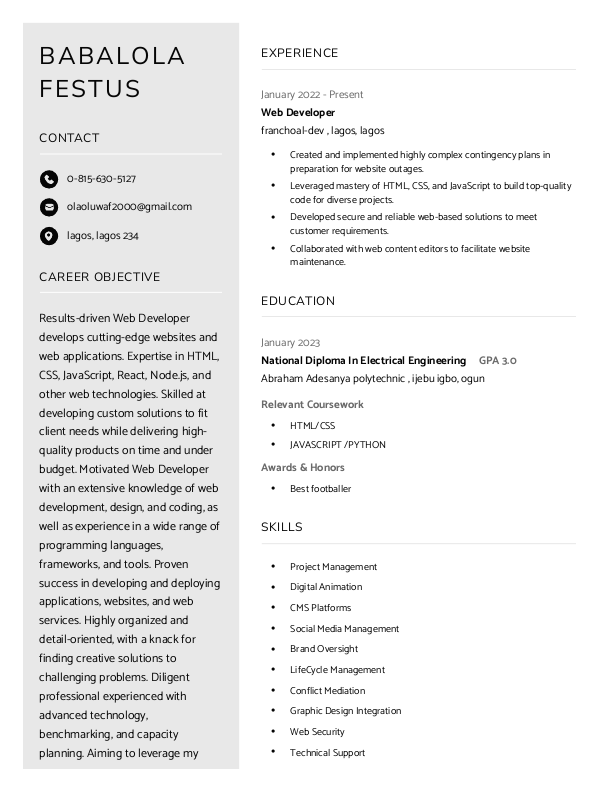 BABALOLA
FESTUS
CONTACT
0-815-630-5127
olaoluwaf2000@gmail.com
lagos, lagos 234
CAREER OBJECTIVE
Results-driven Web Developer
develops cutting-edge websites and
web applications. Expertise in HTML,
CSS, JavaScript, React, Node.js, and
other web technologies. Skilled at
developing custom solutions to fit
client needs while delivering high-
quality products on time and under
budget. Motivated Web Developer
with an extensive knowledge of web
development, design, and coding, as
well as experience in a wide range of
programming languages,
frameworks, and tools. Proven
success in developing and deploying
applications, websites, and web
services. Highly organized and
detail-oriented, with a knack for
finding creative solutions to
challenging problems. Diligent
professional experienced with
advanced technology,
benchmarking, and capacity
planning. Aiming to leverage my
EXPERIENCE
January 2022 - Present
Web Developer
franchoal-dev , lagos, lagos
• Created and implemented highly complex contingency plans in
preparation for website outages.
• Leveraged mastery of HTML, CSS, and JavaScript to build top-quality
code for diverse projects.
• Developed secure and reliable web-based solutions to meet
customer requirements.
• Collaborated with web content editors to facilitate website
maintenance.
EDUCATION
January 2023
National Diploma In Electrical Engineering GPA 3.0
Abraham Adesanya polytechnic , ijebu igbo, ogun
Relevant Coursework
• HTML/CSS
• JAVASCRIPT /PYTHON
Awards & Honors
• Best footballer
SKILLS
• Project Management
• Digital Animation
• CMS Platforms
• Social Media Management
• Brand Oversight
• LifeCycle Management
• Conflict Mediation
• Graphic Design Integration
• Web Security
• Technical Support